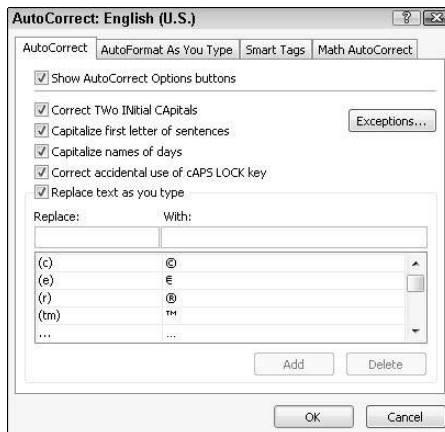 AutoCorrect: English (U.S.)
AutoCorrect AutoFormat As You Type Smart Tags Math AutoCorrect
Show AutoCorrect Options buttons
Correct TWo INitial CApitals
Exceptions...
Capitalize first letter of sentences
Capitalize names of days
Correct accidental use of cAPS LOCK key
Replace text as you type
Replace: With:
(c) ©
(e) €
(r) ®
(tm) ™
... ...
Add Delete
OK Cancel